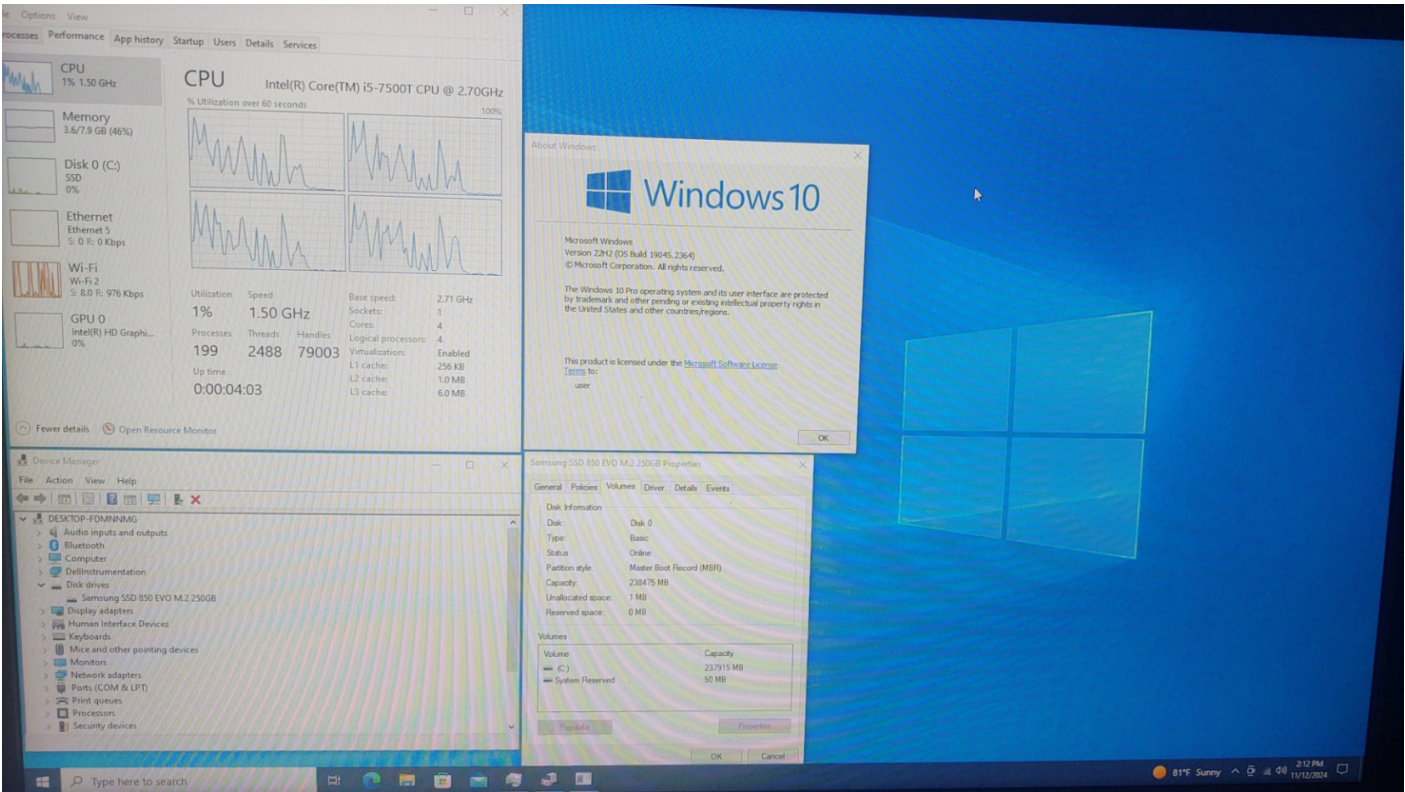 Options View
Processes Performance App history Startup Users Details Services
CPU
1% 1.50 GHz
Memory
3.6/7.9 GB (46%)
Disk 0 (C:)
SSD
0%
Ethernet
Ethernet 5
S: 0 R: 0 Kbps
Wi-Fi
Wi-Fi 2
S: 8.0 R: 976 Kbps
GPU 0
Intel(R) HD Graphi...
0%
CPU Intel(R) Core(TM) i5-7500T CPU @ 2.70GHz
% Utilization over 60 seconds 100%
Utilization Speed
1% 1.50 GHz
Processes Threads Handles
199 2488 79003
Up time
0:00:04:03
Base speed: 2.71 GHz
Sockets: 1
Cores: 4
Logical processors: 4
Virtualization: Enabled
L1 cache: 256 KB
L2 cache: 1.0 MB
L3 cache: 6.0 MB
Fewer details Open Resource Monitor
About Windows
Windows 10
Microsoft Windows
Version 22H2 (OS Build 19045.2364)
© Microsoft Corporation. All rights reserved.
The Windows 10 Pro operating system and its user interface are protected
by trademark and other pending or existing intellectual property rights in
the United States and other countries/regions.
This product is licensed under the Microsoft Software License
Terms to:
user
OK
Device Manager
File Action View Help
DESKTOP-FDMNNMG
Audio inputs and outputs
Bluetooth
Computer
DellInstrumentation
Disk drives
Samsung SSD 850 EVO M.2 250GB
Display adapters
Human Interface Devices
Keyboards
Mice and other pointing devices
Monitors
Network adapters
Ports (COM & LPT)
Print queues
Processors
Security devices
Samsung SSD 850 EVO M.2 250GB Properties
General Policies Volumes Driver Details Events
Disk Information
Disk: Disk 0
Type: Basic
Status: Online
Partition style: Master Boot Record (MBR)
Capacity: 238475 MB
Unallocated space: 1 MB
Reserved space: 0 MB
Volumes
Volume Capacity
(C:) 237915 MB
System Reserved 50 MB
Populate Properties
OK Cancel
Type here to search
81°F Sunny
2:12 PM
11/12/2024